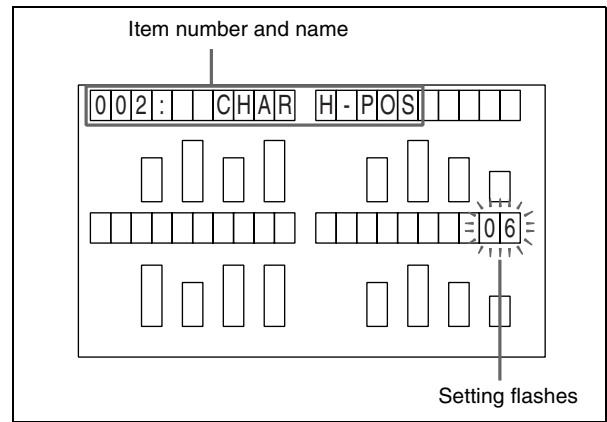 Item number and name
002:  CHAR H-POS
06
Setting flashes